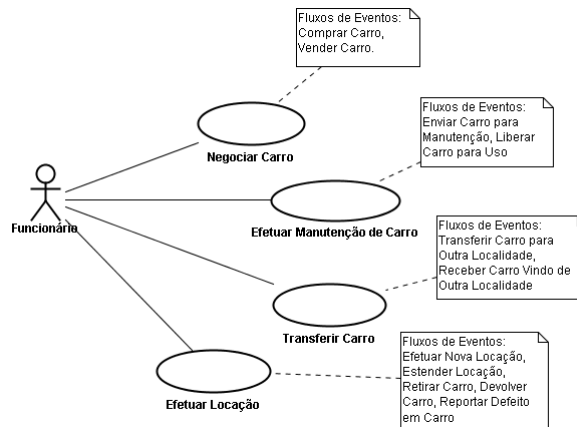 Fluxos de Eventos:
Comprar Carro,
Vender Carro.
Negociar Carro
Fluxos de Eventos:
Enviar Carro para
Manutenção, Liberar
Carro para Uso
Funcionário
Efetuar Manutenção de Carro
Fluxos de Eventos:
Transferir Carro para
Outra Localidade,
Receber Carro Vindo de
Outra Localidade
Transferir Carro
Fluxos de Eventos:
Efetuar Nova Locação,
Estender Locação,
Retirar Carro, Devolver
Carro, Reportar Defeito
em Carro
Efetuar Locação